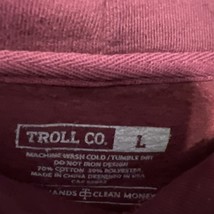 TROLL CO. L
MACHINE WASH COLD / TUMBLE DRY
DO NOT IRON DESIGN
70% COTTON 30% POLYESTER
MADE IN CHINA DESIGNED IN USA
HANDS CLEAN MONEY